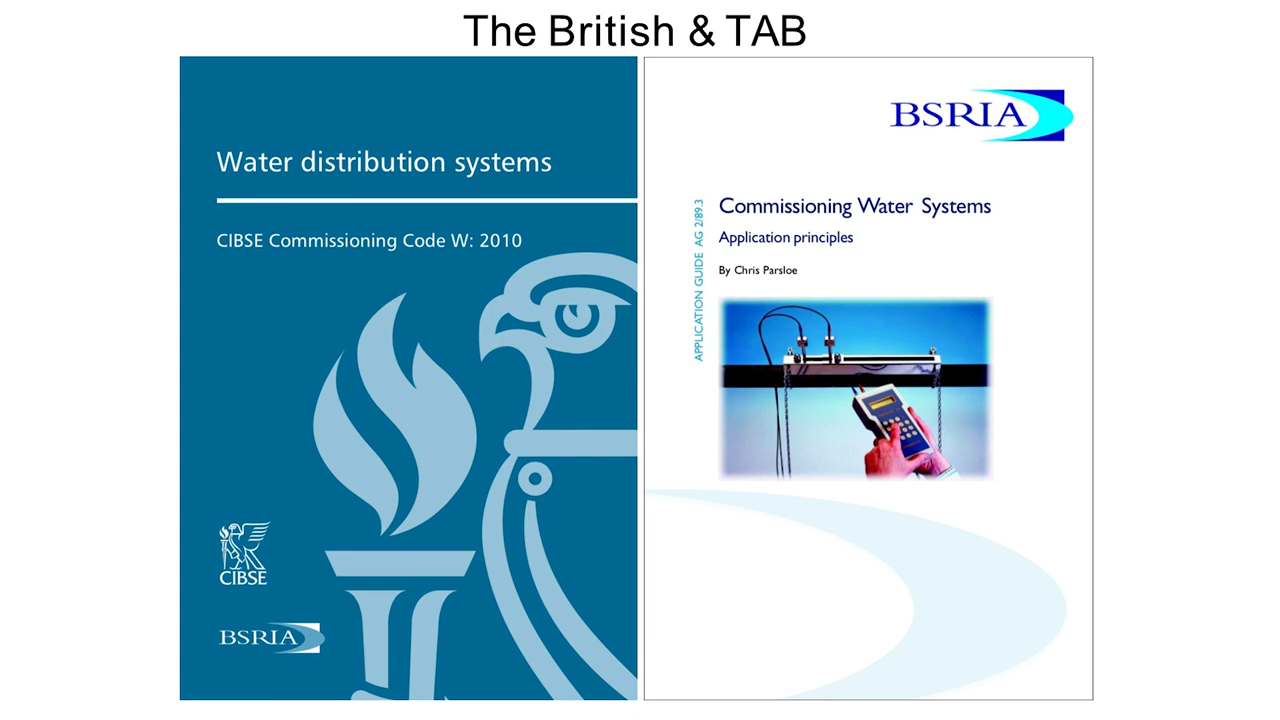 The British & TAB
Water distribution systems
CIBSE Commissioning Code W: 2010
CIBSE
BSRIA
BSRIA
APPLICATION GUIDE AG 2/89.3
Commissioning Water Systems
Application principles
By Chris Parsloe